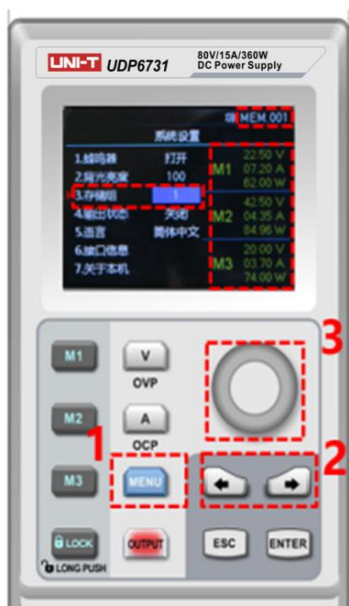 UNI-T UDP6731
80V/15A/360W
DC Power Supply
MEM 001
系统设置
1.蜂鸣器 打开
2.背光亮度 100
3.存储组 1
4.输出状态 关闭
5.语言 简体中文
6.接口信息
7.关于本机
M1
22.50 V
07.20 A
62.00 W
M2
42.50 V
04.35 A
84.96 W
M3
20.00 V
03.70 A
74.00 W
3
M1
V
OVP
M2
A
OCP
1
2
M3
MENU
LOCK
LONG PUSH
OUTPUT
ESC
ENTER